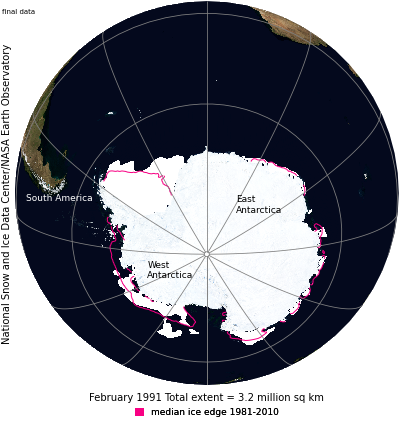 final data
National Snow and Ice Data Center/NASA Earth Observatory
South America
East
Antarctica
West
Antarctica
February 1991 Total extent = 3.2 million sq km
median ice edge 1981-2010